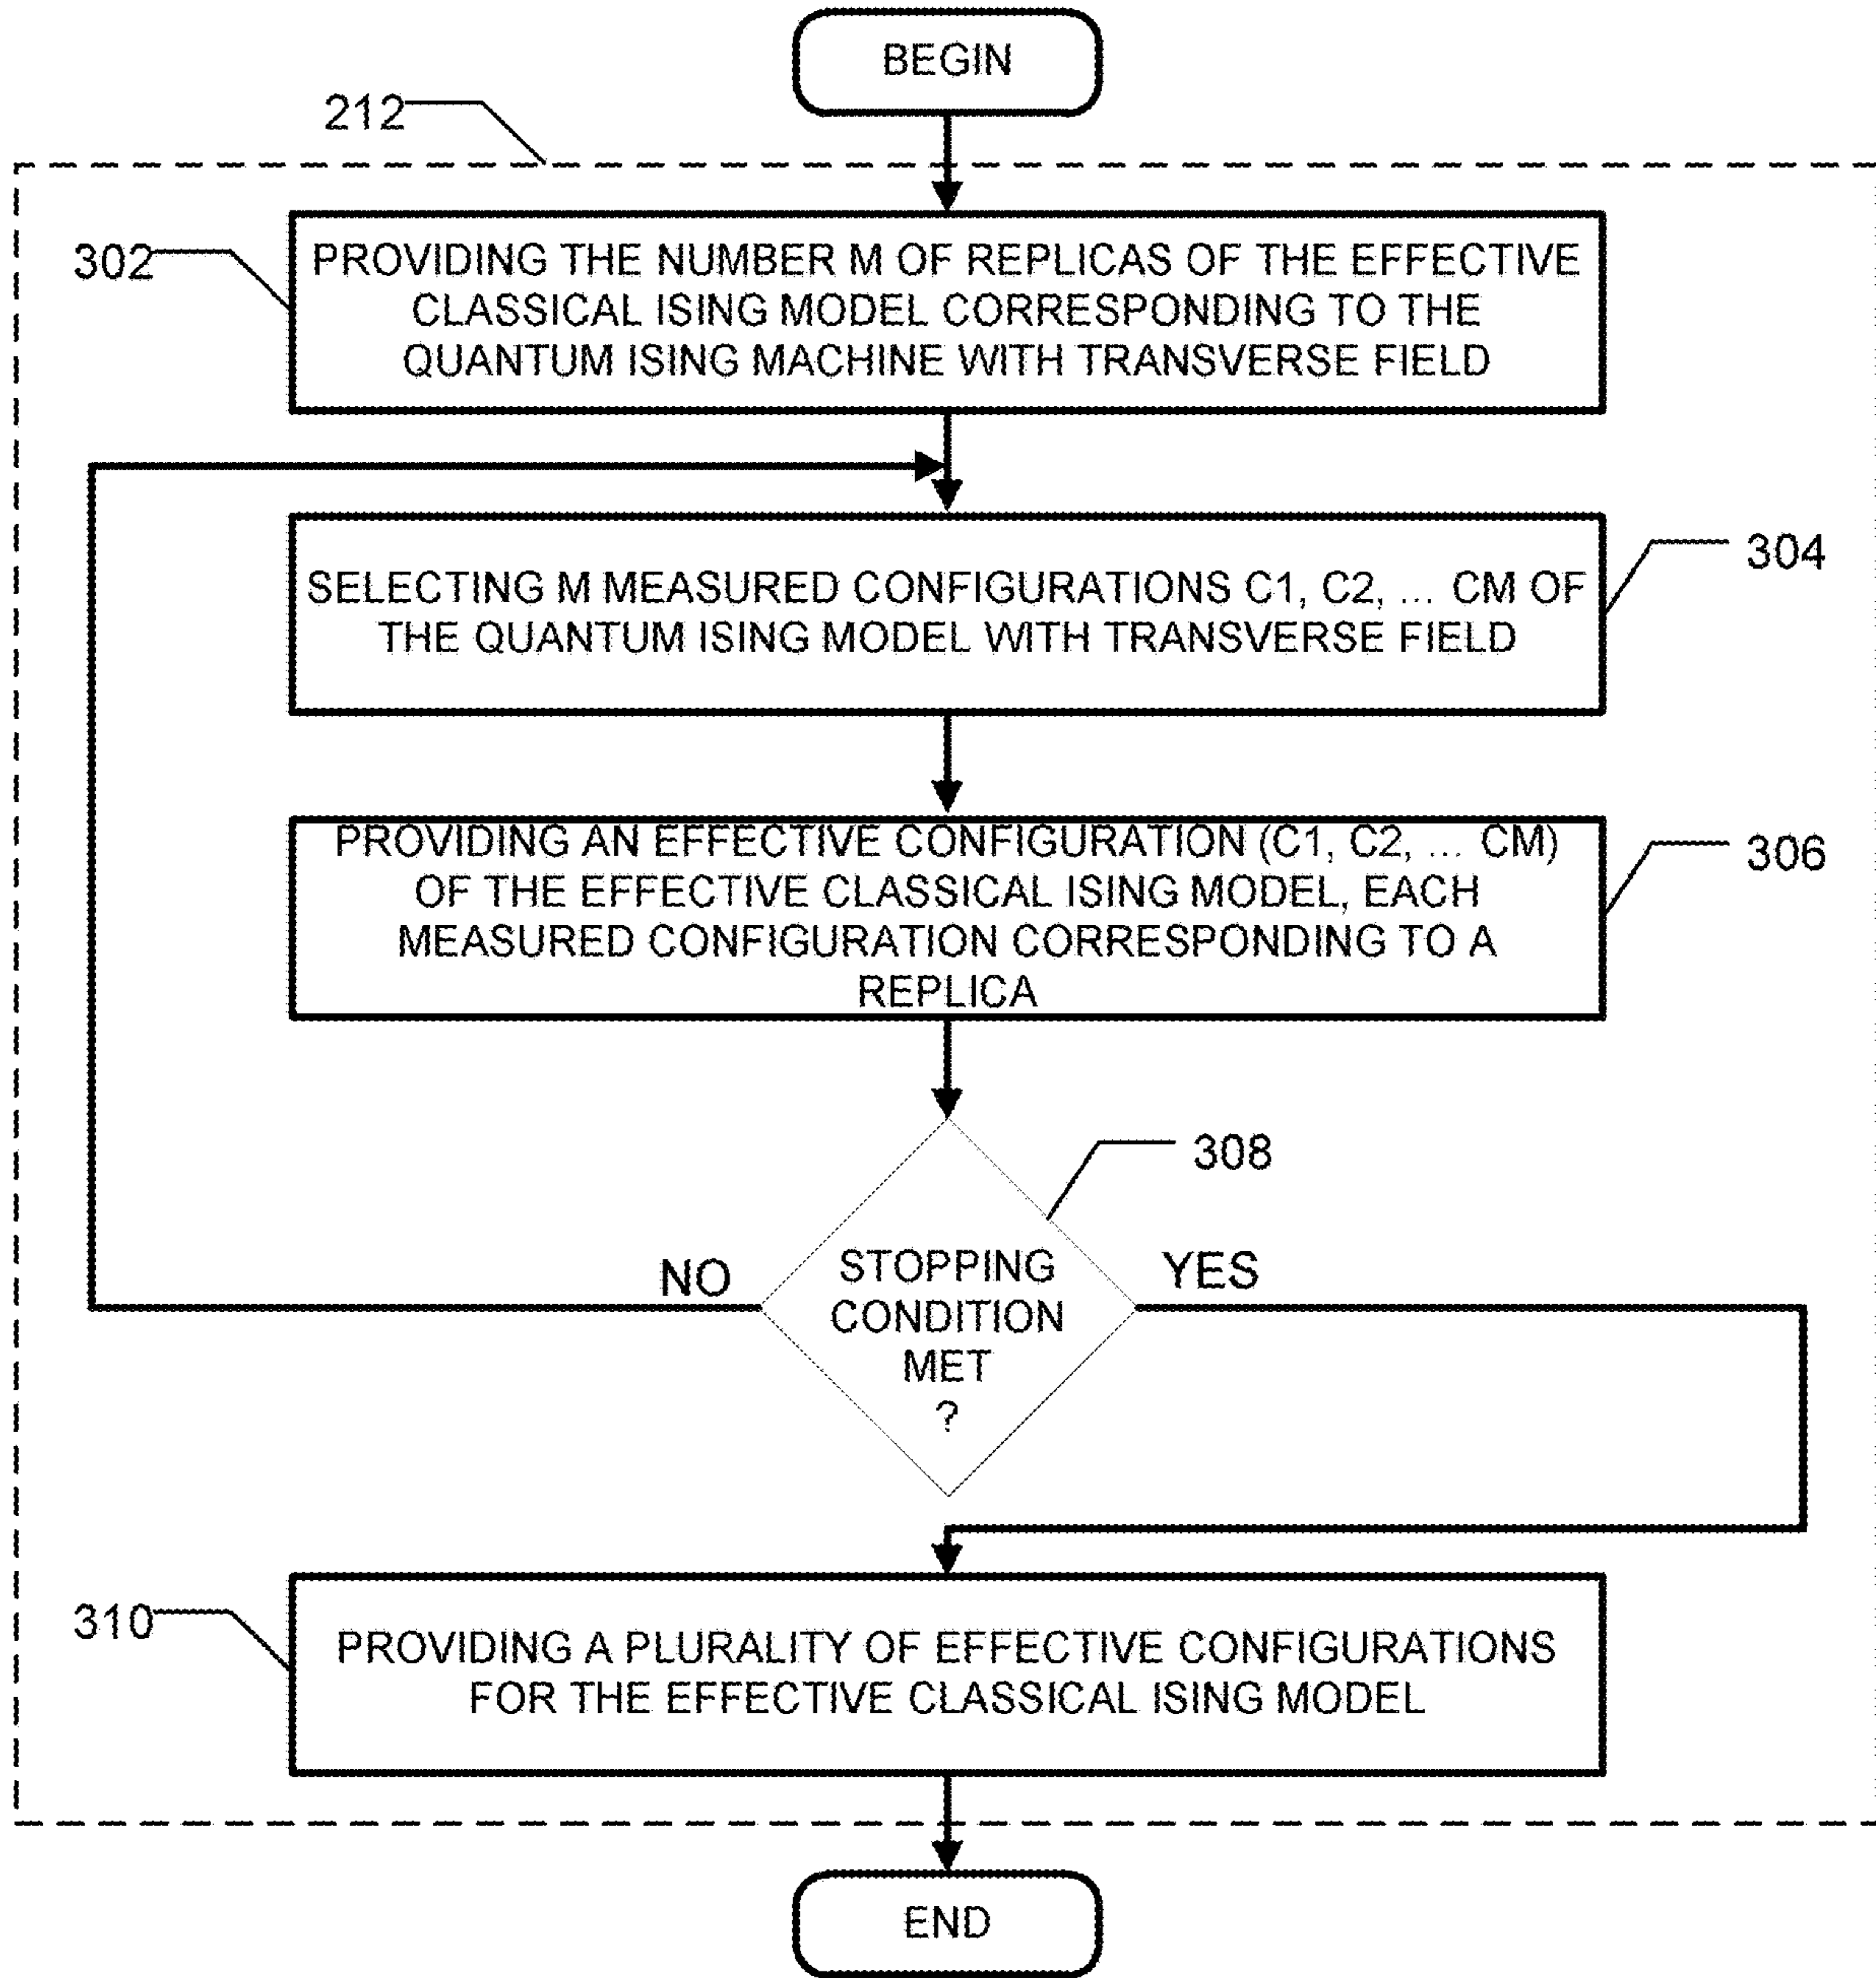 BEGIN
212
302
PROVIDING THE NUMBER M OF REPLICAS OF THE EFFECTIVE
CLASSICAL ISING MODEL CORRESPONDING TO THE
QUANTUM ISING MACHINE WITH TRANSVERSE FIELD
304
SELECTING M MEASURED CONFIGURATIONS C1, C2, ... CM OF
THE QUANTUM ISING MODEL WITH TRANSVERSE FIELD
306
PROVIDING AN EFFECTIVE CONFIGURATION (C1, C2, ... CM)
OF THE EFFECTIVE CLASSICAL ISING MODEL, EACH
MEASURED CONFIGURATION CORRESPONDING TO A
REPLICA
308
NO
STOPPING
CONDITION
MET
?
YES
310
PROVIDING A PLURALITY OF EFFECTIVE CONFIGURATIONS
FOR THE EFFECTIVE CLASSICAL ISING MODEL
END